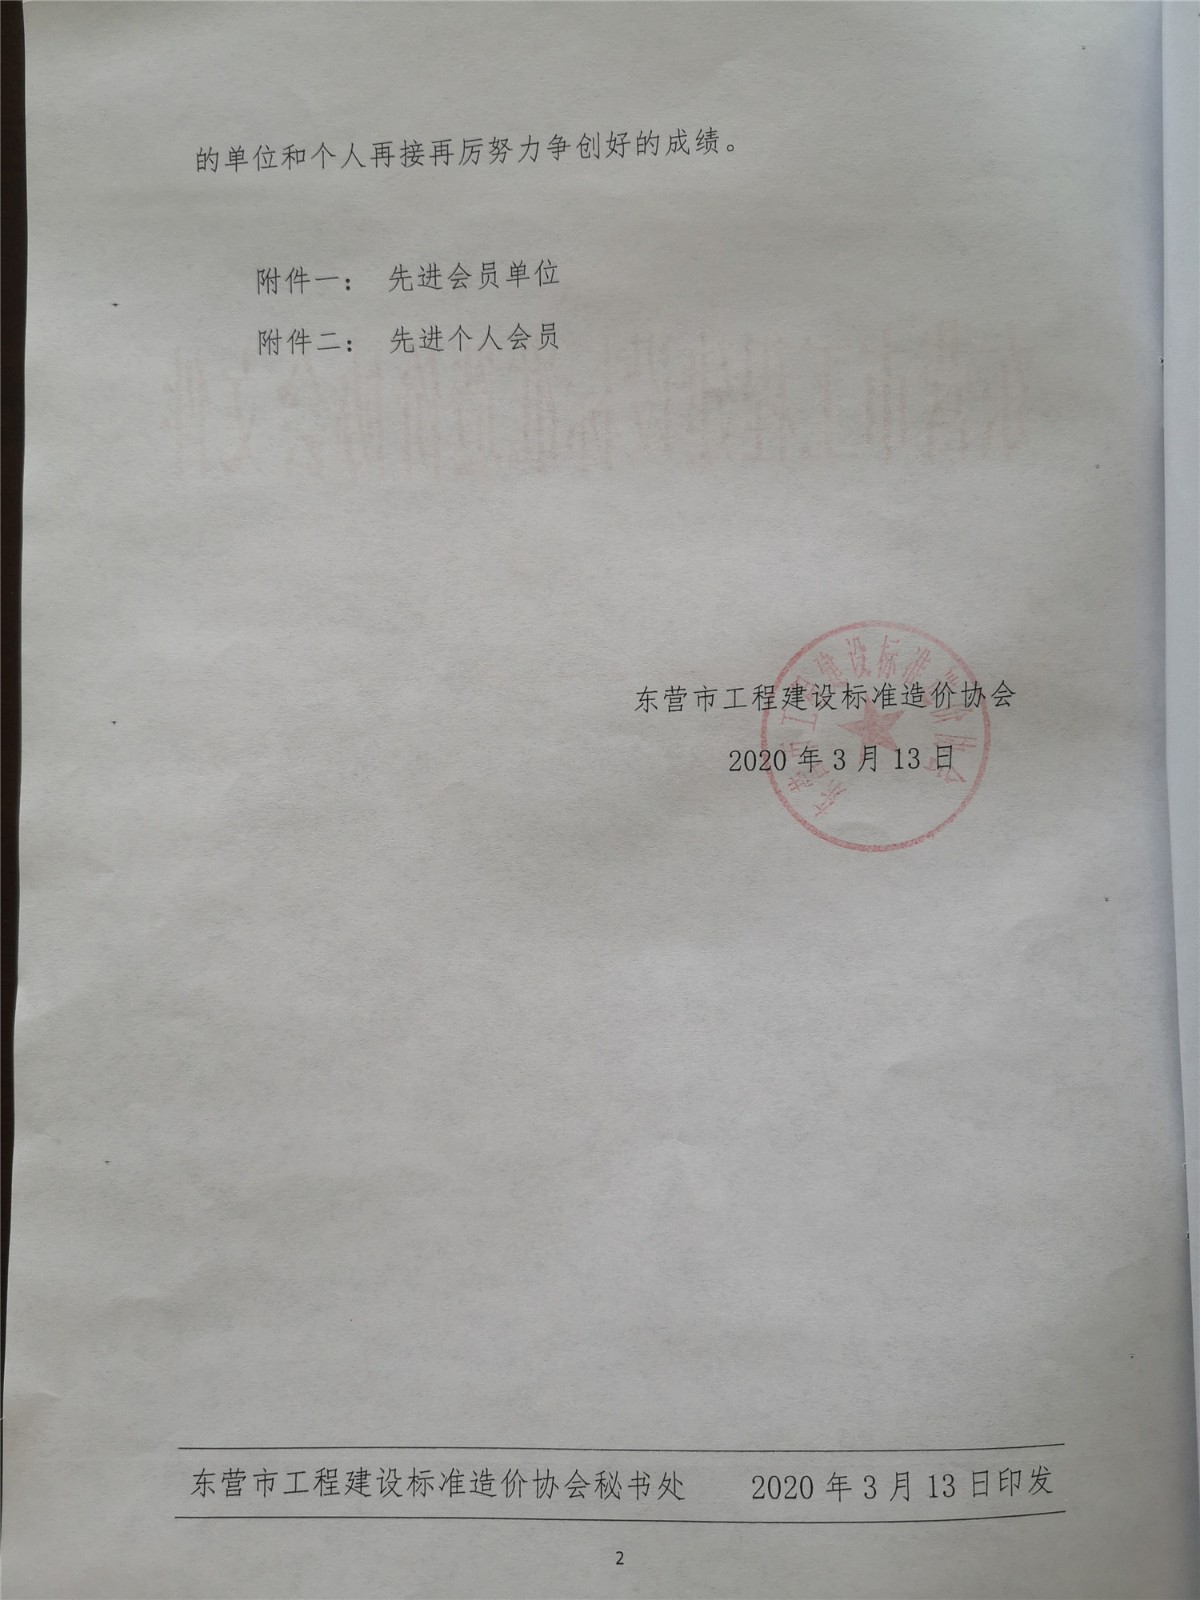 的单位和个人再接再厉努力争创好的成绩。
附件一： 先进会员单位
附件二： 先进个人会员
东营市工程建设标准造价协会
2020年3月13日
东营市工程建设标准造价协会秘书处 2020年3月13日印发
2